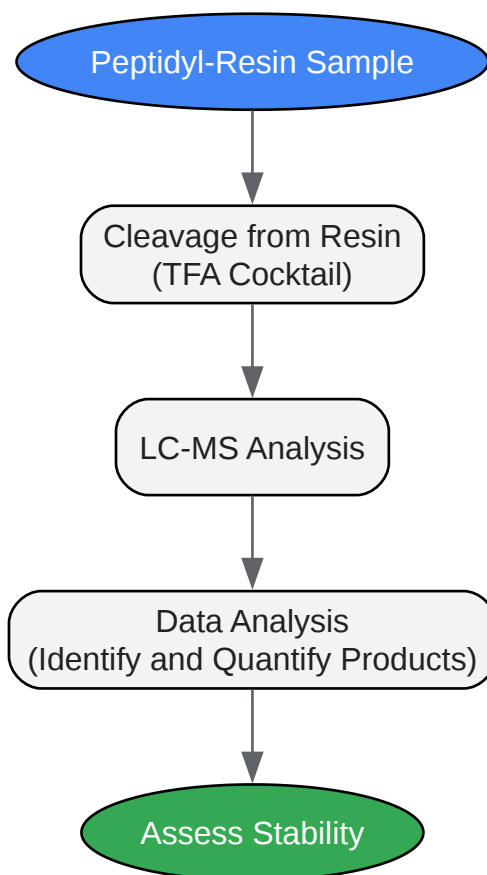 Peptidyl-Resin Sample
Cleavage from Resin
(TFA Cocktail)
LC-MS Analysis
Data Analysis
(Identify and Quantify Products)
Assess Stability